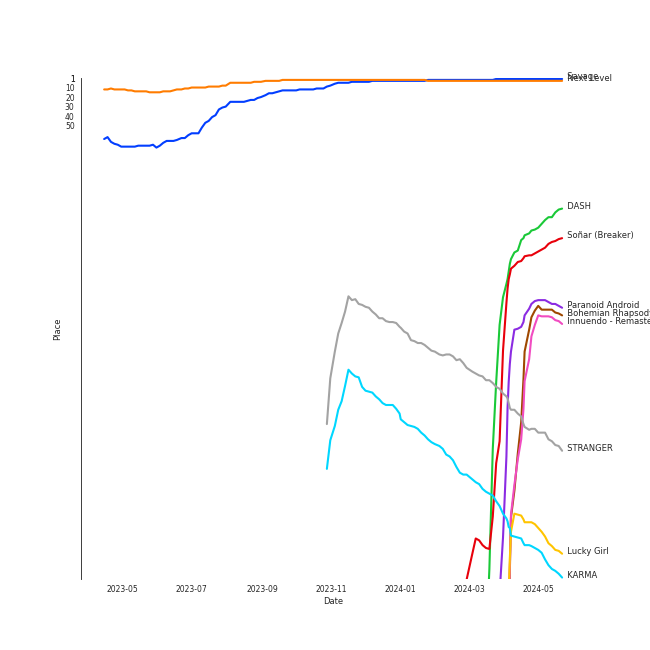 Savage
Next Level
1
10
20
30
40
50
DASH
Soñar (Breaker)
Paranoid Android
Bohemian Rhapsody
Innuendo - Remaste
Place
STRANGER
Lucky Girl
KARMA
2023-05
2023-07
2023-09
2023-11
2024-01
2024-03
2024-05
Date